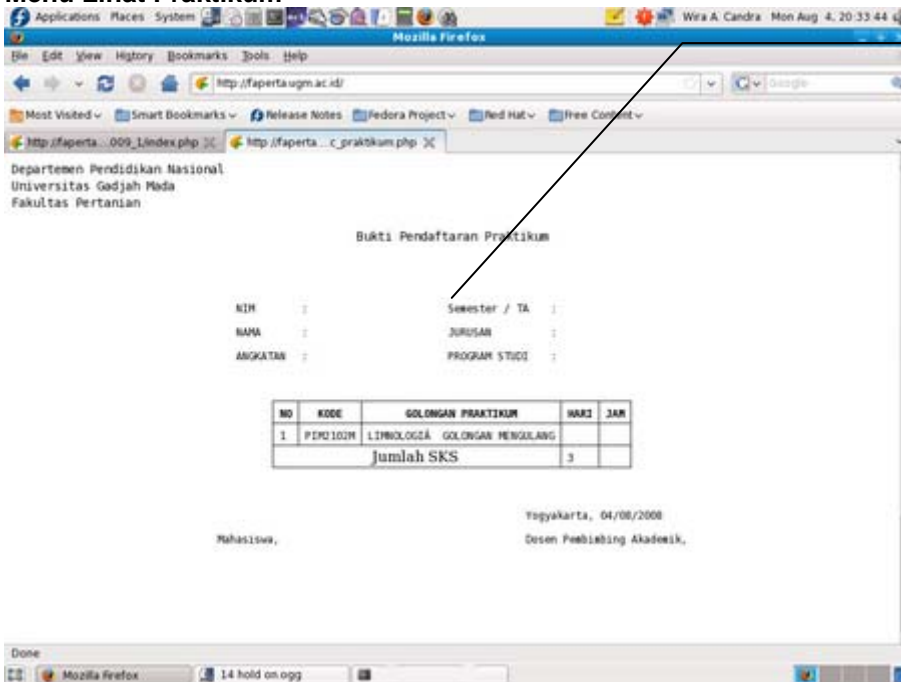 Menu Lihat Praktikum
Applications Places System Wira A Candra Mon Aug 4, 20:33:44
Mozilla Firefox
File Edit View History Bookmarks Tools Help
http://faperta.ugm.ac.id/ Google
Most Visited Smart Bookmarks Release Notes Fedora Project Red Hat Free Content
http://faperta...009_1/index.php http://faperta...c_praktikum.php
Departemen Pendidikan Nasional
Universitas Gadjah Mada
Fakultas Pertanian
Bukti Pendaftaran Praktikum
NIM : Semester / TA :
NAMA : JURUSAN :
ANGKATAN : PROGRAM STUDI :
NO KODE GOLONGAN PRAKTIKUM HARI JAM
1 PIM2102M LIMNOLOGIÂ GOLONGAN MENGULANG
Jumlah SKS 3
Yogyakarta, 04/08/2008
Mahasiswa, Dosen Pembimbing Akademik,
Done
Mozilla Firefox 14 hold on.ogg